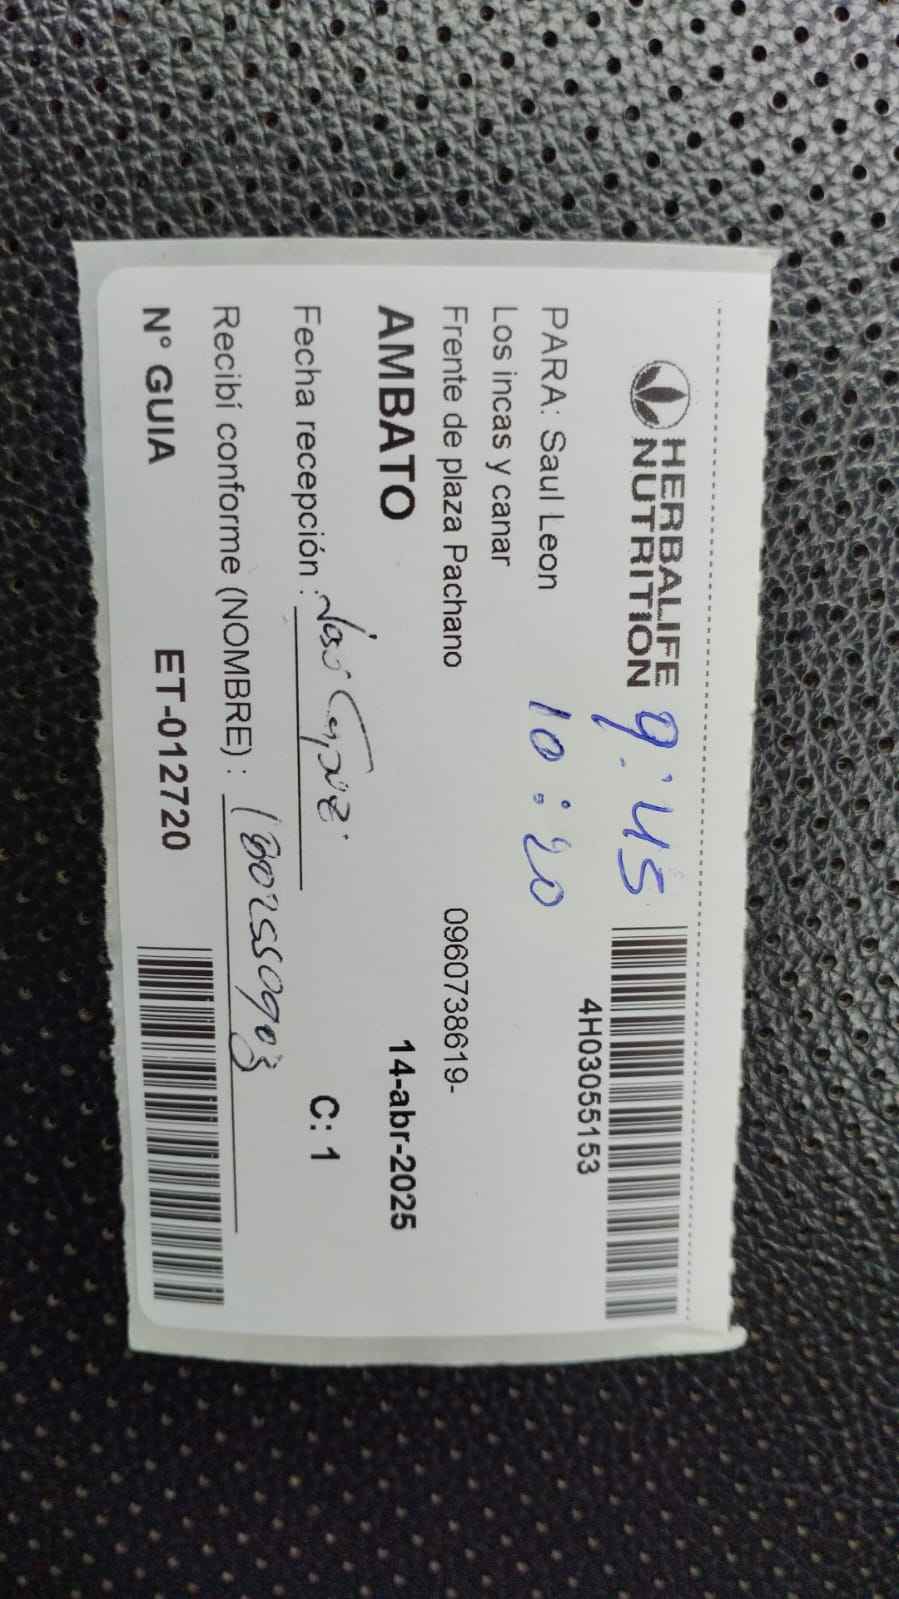 HERBALIFE
NUTRITION
9:45
4H03055153
PARA: Saul Leon
10:20
Los incas y canar
Frente de plaza Pachano
0960738619-
AMBATO
14-abr-2025
Fecha recepción :
C: 1
Recibí conforme (NOMBRE) :
N° GUIA
ET-012720